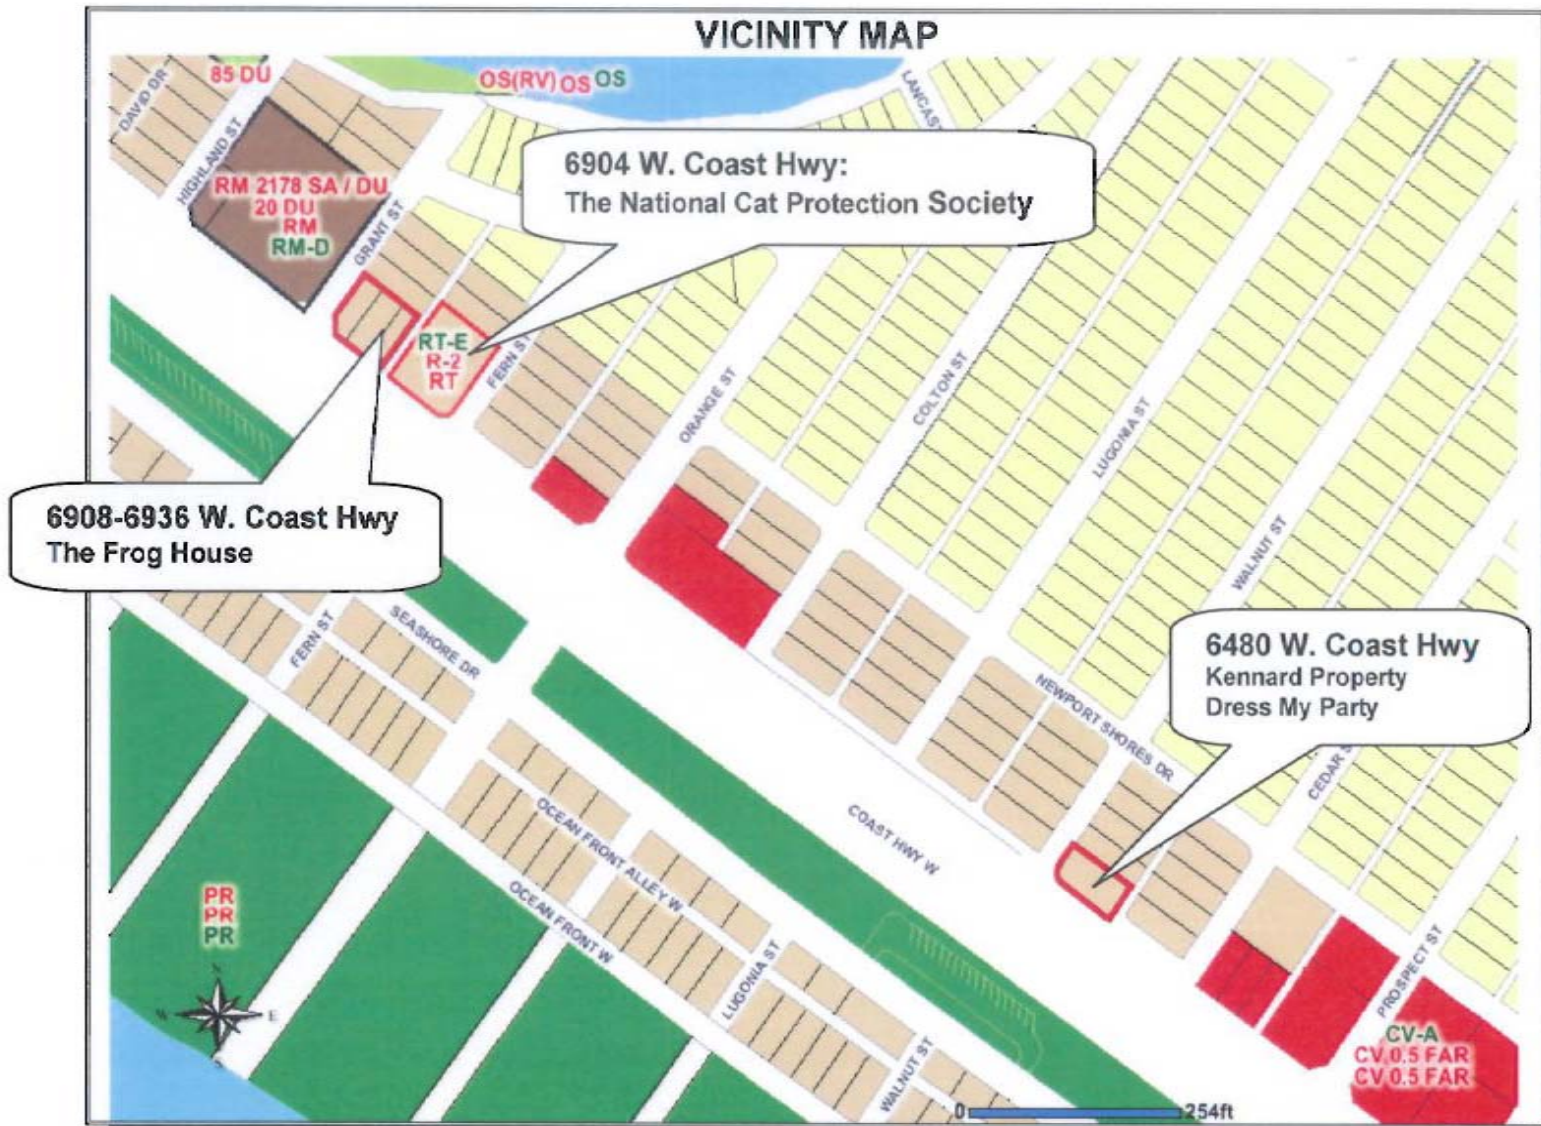 VICINITY MAP
DAVID DR
85 DU
OS(RV) OS OS
HIGHLAND ST
RM 2178 SA / DU
20 DU
RM
RM-D
GRANT ST
6904 W. Coast Hwy:
The National Cat Protection Society
RT-E
R-2
RT
FERN ST
ORANGE ST
COLTON ST
LUGONIA ST
WALNUT ST
6908-6936 W. Coast Hwy
The Frog House
FERN ST
SEASHORE DR
6480 W. Coast Hwy
Kennard Property
Dress My Party
NEWPORT SHORES DR
COAST HWY W
OCEAN FRONT ALLEY W
OCEAN FRONT W
LUGONIA ST
WALNUT ST
PROSPECT ST
PR
PR
PR
N
W
E
S
CV-A
CV 0.5 FAR
CV 0.5 FAR
0
254ft